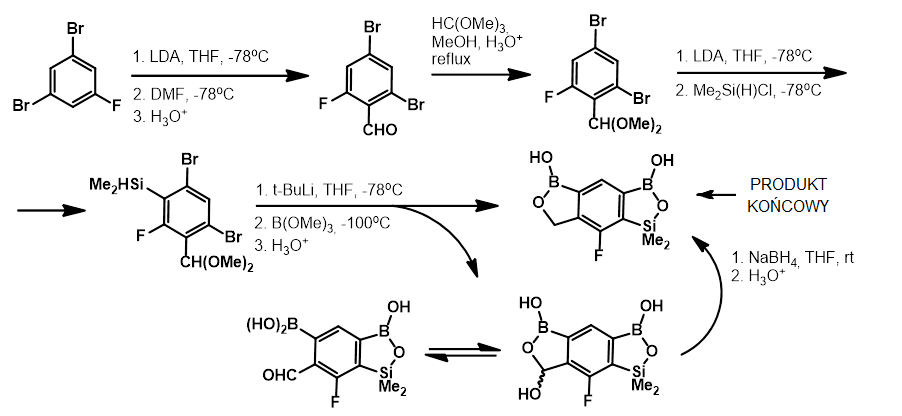 Br
Br
F
1. LDA, THF, -78ºC
2. DMF, -78ºC
3. H₃O⁺
Br
F
Br
CHO
HC(OMe)₃,
MeOH, H₃O⁺
reflux
Br
F
Br
CH(OMe)₂
1. LDA, THF, -78ºC
2. Me₂Si(H)Cl, -78ºC
Me₂HSi
Br
F
Br
CH(OMe)₂
1. t-BuLi, THF, -78ºC
2. B(OMe)₃, -100ºC
3. H₃O⁺
HO
OH
B
B
O
O
Si
Me₂
F
PRODUKT
KOŃCOWY
1. NaBH₄, THF, rt
2. H₃O⁺
(HO)₂B
OH
B
O
OHC
Si
Me₂
F
HO
OH
B
B
O
O
Si
Me₂
HO
F